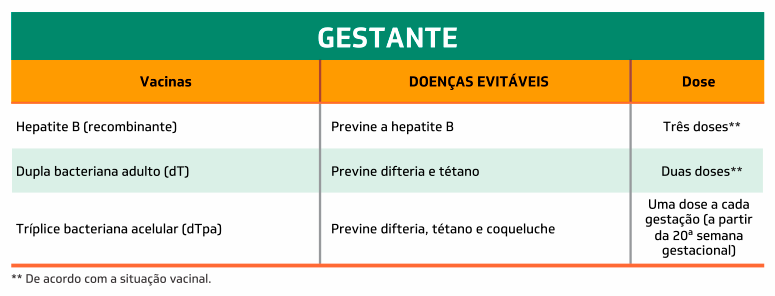 GESTANTE
Vacinas DOENÇAS EVITÁVEIS Dose
Hepatite B (recombinante) Previne a hepatite B Três doses**
Dupla bacteriana adulto (dT) Previne difteria e tétano Duas doses**
Tríplice bacteriana acelular (dTpa) Previne difteria, tétano e coqueluche Uma dose a cada
gestação (a partir
da 20ª semana
gestacional)
** De acordo com a situação vacinal.